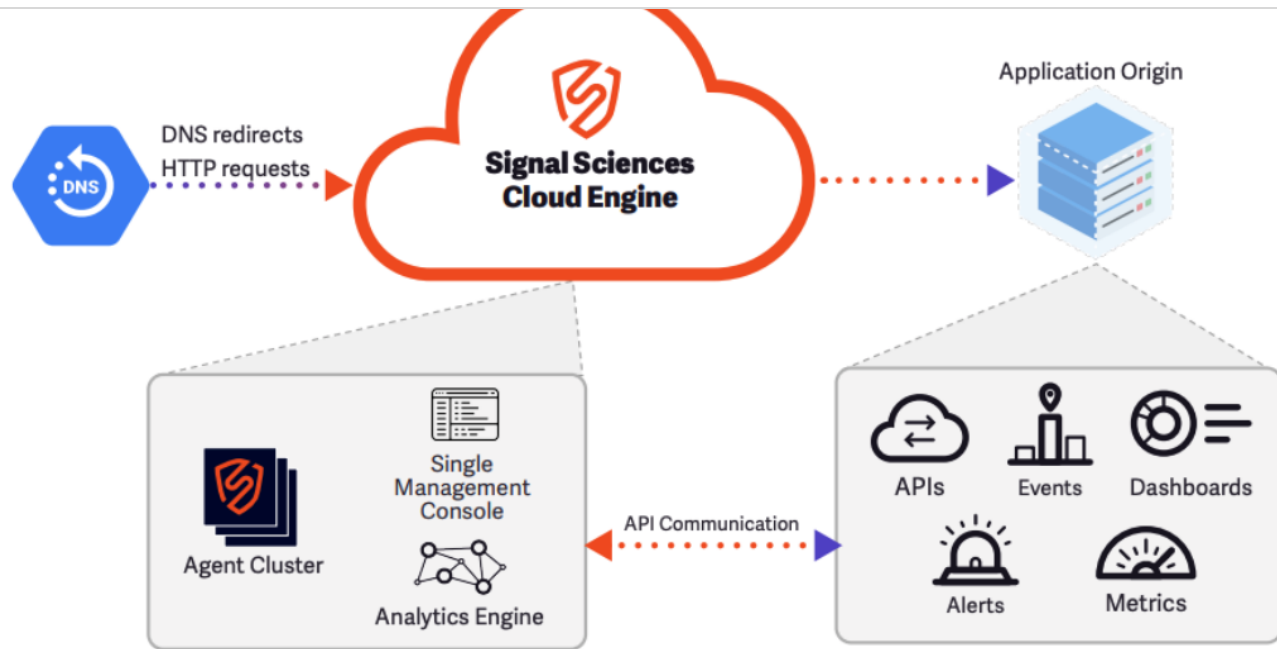 Application Origin
DNS redirects
HTTP requests
DNS
Signal Sciences
Cloud Engine
Single
Management
Console
Agent Cluster
Analytics Engine
API Communication
APIs
Events
Dashboards
Alerts
Metrics